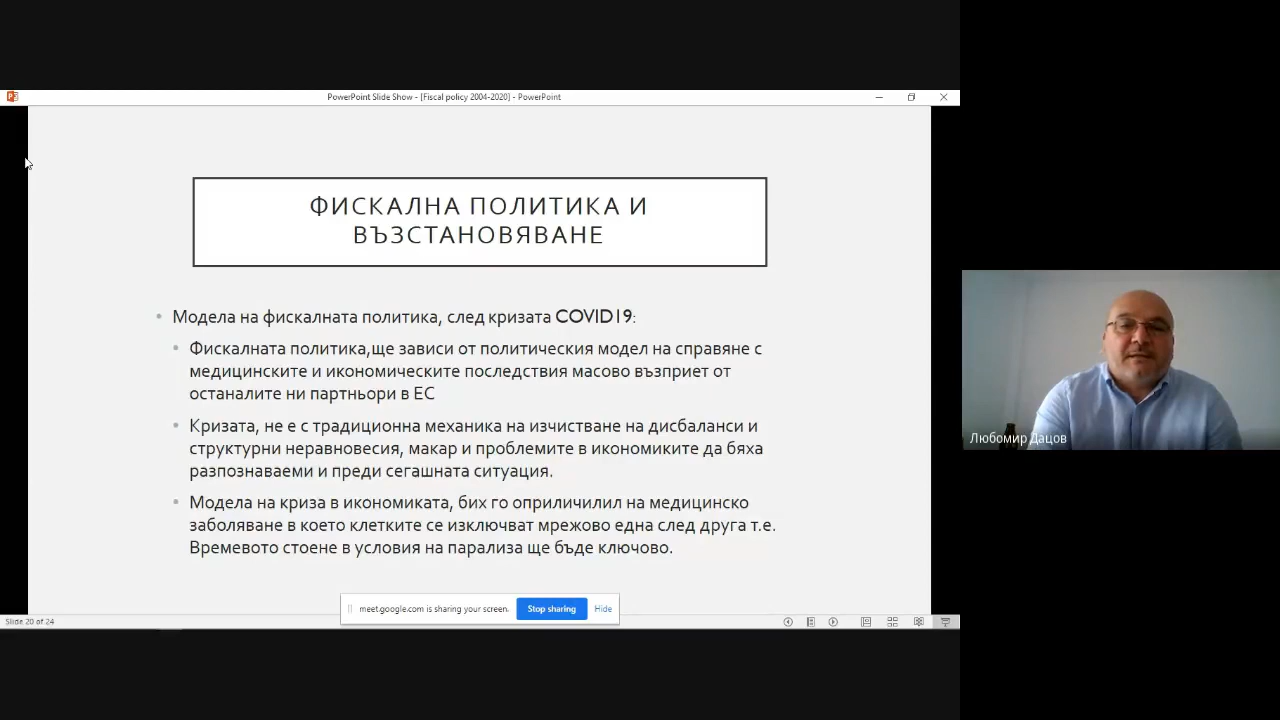 PowerPoint Slide Show - [Fiscal policy 2004-2020] - PowerPoint
ФИСКАЛНА ПОЛИТИКА И
ВЪЗСТАНОВЯВАНЕ
Модела на фискалната политика, след кризата COVID19:
Фискалната политика,ще зависи от политическия модел на справяне с
медицинските и икономическите последствия масово възприет от
останалите ни партньори в ЕС
Кризата, не е с традиционна механика на изчистване на дисбаланси и
структурни неравновесия, макар и проблемите в икономиките да бяха
разпознаваеми и преди сегашната ситуация.
Модела на криза в икономиката, бих го оприличилил на медицинско
заболяване в което клетките се изключват мрежово една след друга т.е.
Времевото стоене в условия на парализа ще бъде ключово.
meet.google.com is sharing your screen.
Stop sharing
Hide
Slide 20 of 24
Любомир Дацов